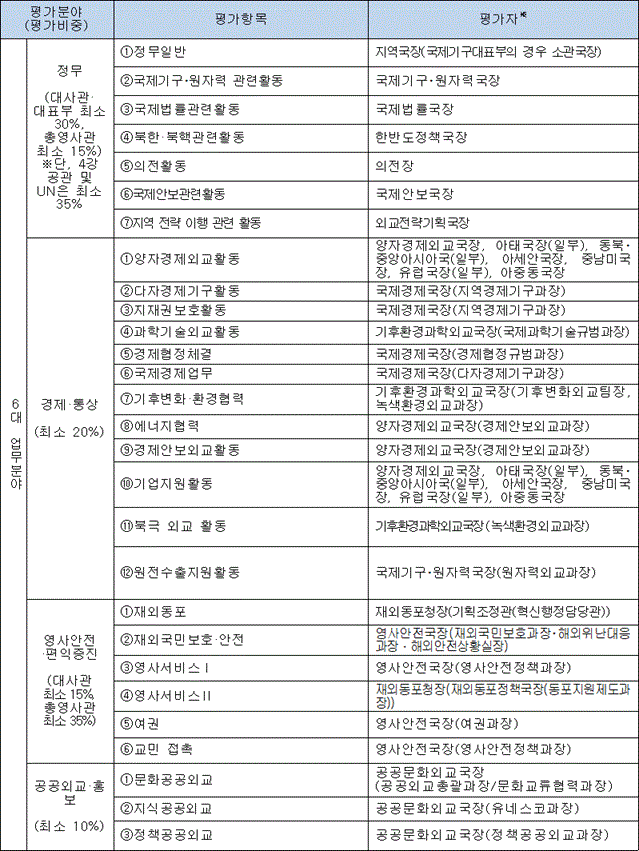 평가분야
(평가비중)
평가항목
평가자※
6대 업무분야
정무
(대사관·
대표부 최소
30%,
총영사관
최소 15%)
※단, 4강
공관 및
UN은 최소
35%
①정무일반
지역국장(국제기구대표부의 경우 소관국장)
②국제기구·원자력 관련활동
국제기구·원자력국장
③국제법률관련활동
국제법률국장
④북한·북핵관련활동
한반도정책국장
⑤의전활동
의전장
⑥국제안보관련활동
국제안보국장
⑦지역 전략 이행 관련 활동
외교전략기획국장
경제·통상
(최소 20%)
①양자경제외교활동
양자경제외교국장, 아태국장(일부), 동북·
중앙아시아국(일부), 아세안국장, 중남미국
장, 유럽국장(일부), 아중동국장
②다자경제기구활동
국제경제국장(지역경제기구과장)
③지재권보호활동
국제경제국장(지역경제기구과장)
④과학기술외교활동
기후환경과학외교국장(국제과학기술규범과장)
⑤경제협정체결
국제경제국장(경제협정규범과장)
⑥국제경제업무
국제경제국장(다자경제기구과장)
⑦기후변화·환경협력
기후환경과학외교국장(기후변화외교팀장,
녹색환경외교과장)
⑧에너지협력
양자경제외교국장(경제안보외교과장)
⑨경제안보외교활동
양자경제외교국장(경제안보외교과장)
⑩기업지원활동
양자경제외교국장, 아태국장(일부), 동북·
중앙아시아국(일부), 아세안국장, 중남미국
장, 유럽국장(일부), 아중동국장
⑪북극 외교 활동
기후환경과학외교국장(녹색환경외교과장)
⑫원전수출지원활동
국제기구·원자력국장(원자력외교과장)
영사안전
·편익증진
(대사관
최소 15%
총영사관
최소 35%)
①재외동포
재외동포청장(기획조정관(혁신행정담당관))
②재외국민보호·안전
영사안전국장(재외국민보호과장·해외위난대응
과장·해외안전상황실장)
③영사서비스Ⅰ
영사안전국장(영사안전정책과장)
④영사서비스Ⅱ
재외동포청장(재외동포정책국장(동포지원제도과
장))
⑤여권
영사안전국장(여권과장)
⑥교민 접촉
영사안전국장(영사안전정책과장)
공공외교·홍
보
(최소 10%)
①문화공공외교
공공문화외교국장
(공공외교총괄과장/문화교류협력과장)
②지식공공외교
공공문화외교국장(유네스코과장)
③정책공공외교
공공문화외교국장(정책공공외교과장)